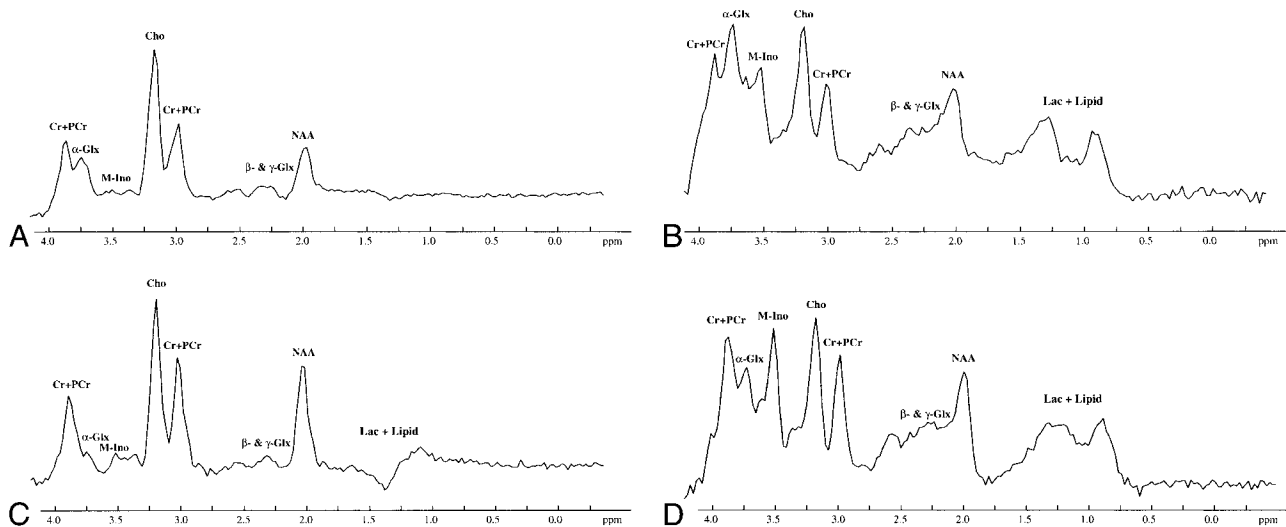 A
Cr+PCr
α-Glx
M-Ino
Cho
Cr+PCr
β- & γ-Glx
NAA
4.0 3.5 3.0 2.5 2.0 1.5 1.0 0.5 0.0 ppm
B
Cr+PCr
α-Glx
M-Ino
Cho
Cr+PCr
β- & γ-Glx
NAA
Lac + Lipid
4.0 3.5 3.0 2.5 2.0 1.5 1.0 0.5 0.0 ppm
C
Cr+PCr
α-Glx
M-Ino
Cho
Cr+PCr
β- & γ-Glx
NAA
Lac + Lipid
4.0 3.5 3.0 2.5 2.0 1.5 1.0 0.5 0.0 ppm
D
Cr+PCr
α-Glx
M-Ino
Cho
Cr+PCr
β- & γ-Glx
NAA
Lac + Lipid
4.0 3.5 3.0 2.5 2.0 1.5 1.0 0.5 0.0 ppm